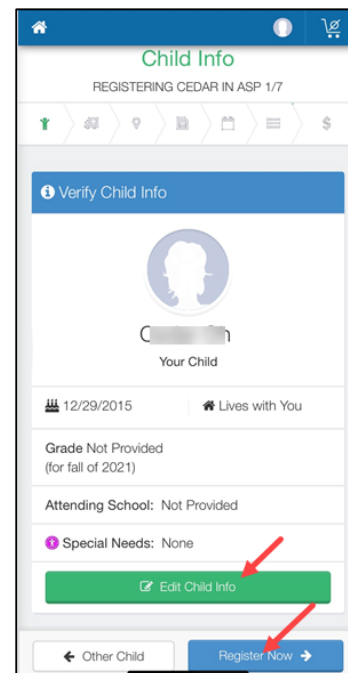 Child Info
REGISTERING CEDAR IN ASP 1/7
Verify Child Info
Your Child
12/29/2015 Lives with You
Grade Not Provided
(for fall of 2021)
Attending School: Not Provided
Special Needs: None
Edit Child Info
Other Child Register Now